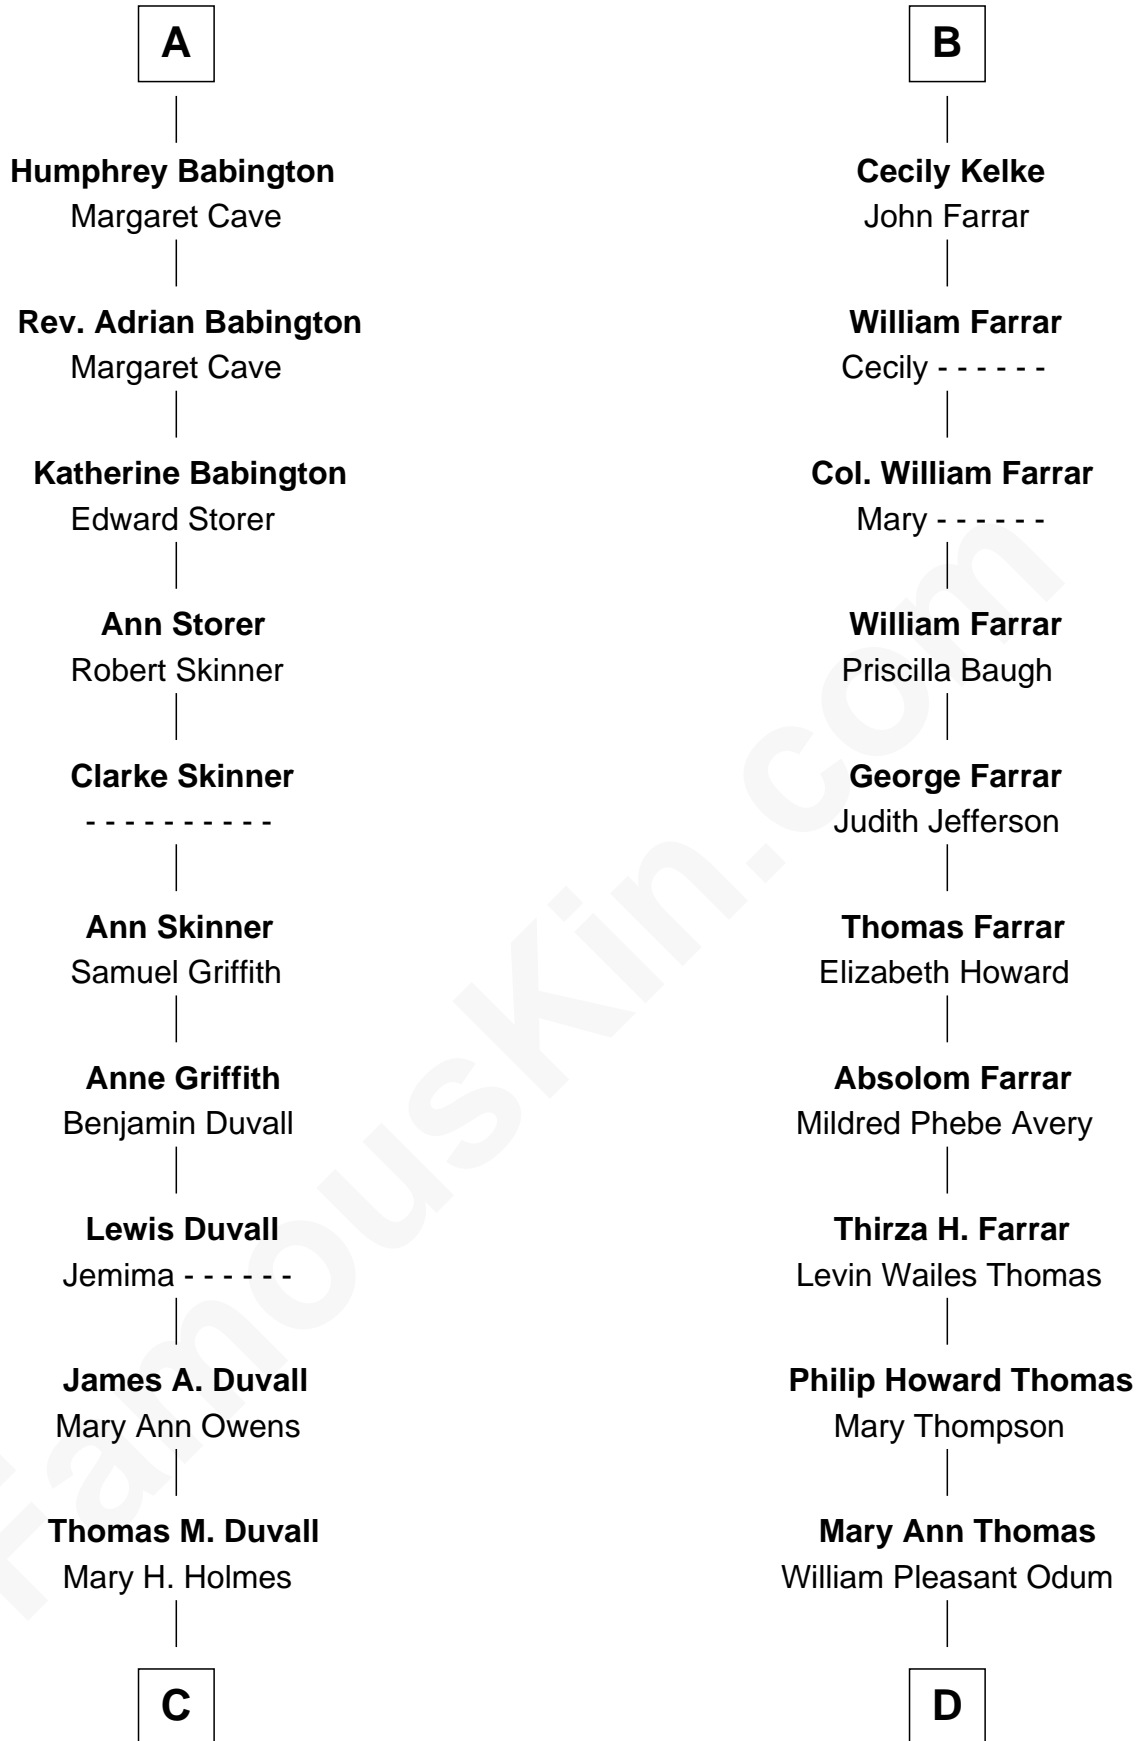 A
Humphrey Babington
Margaret Cave
Rev. Adrian Babington
Margaret Cave
Katherine Babington
Edward Storer
Ann Storer
Robert Skinner
Clarke Skinner
- - - - - - - - - -
Ann Skinner
Samuel Griffith
Anne Griffith
Benjamin Duvall
Lewis Duvall
Jemima - - - - - -
James A. Duvall
Mary Ann Owens
Thomas M. Duvall
Mary H. Holmes
C
B
Cecily Kelke
John Farrar
William Farrar
Cecily - - - - - -
Col. William Farrar
Mary - - - - - -
William Farrar
Priscilla Baugh
George Farrar
Judith Jefferson
Thomas Farrar
Elizabeth Howard
Absolom Farrar
Mildred Phebe Avery
Thirza H. Farrar
Levin Wailes Thomas
Philip Howard Thomas
Mary Thompson
Mary Ann Thomas
William Pleasant Odum
D
FamousKin.com